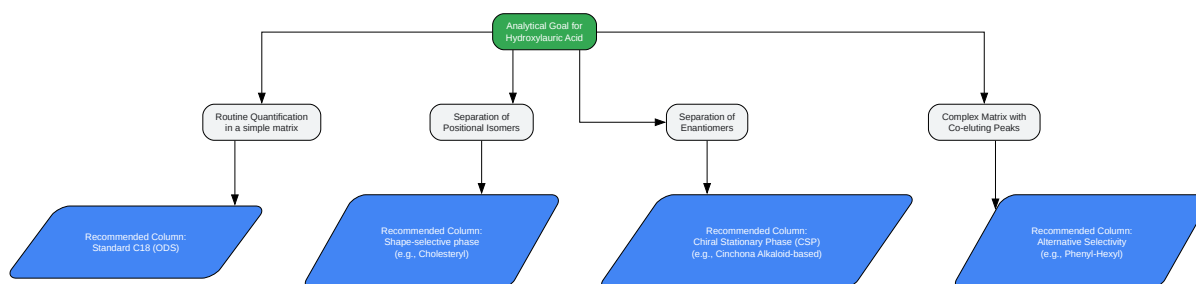 Analytical Goal for
Hydroxylauric Acid
Routine Quantification
in a simple matrix
Separation of
Positional Isomers
Separation of
Enantiomers
Complex Matrix with
Co-eluting Peaks
Recommended Column:
Standard C18 (ODS)
Recommended Column:
Shape-selective phase
(e.g., Cholesteryl)
Recommended Column:
Chiral Stationary Phase (CSP)
(e.g., Cinchona Alkaloid-based)
Recommended Column:
Alternative Selectivity
(e.g., Phenyl-Hexyl)